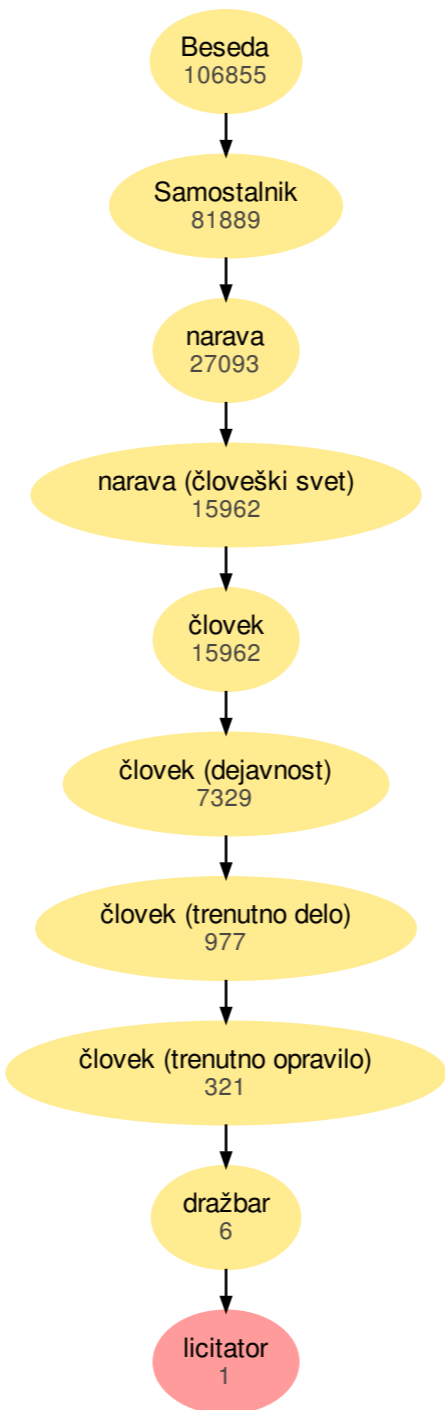 Beseda
106855
Samostalnik
81889
narava
27093
narava (človeški svet)
15962
človek
15962
človek (dejavnost)
7329
človek (trenutno delo)
977
človek (trenutno opravilo)
321
dražbar
6
licitator
1